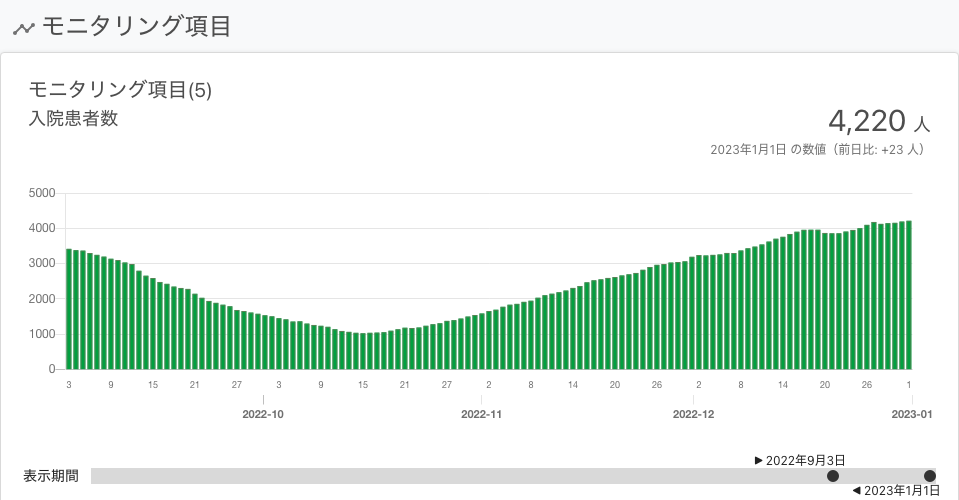 モニタリング項目
モニタリング項目(5)
入院患者数
4,220 人
2023年1月1日 の数値（前日比: +23 人）
5000
4000
3000
2000
1000
0
3 9 15 21 27 3 9 15 21 27 2 8 14 20 26 2 8 14 20 26 1
2022-10 2022-11 2022-12 2023-01
▶ 2022年9月3日
表示期間
◀ 2023年1月1日